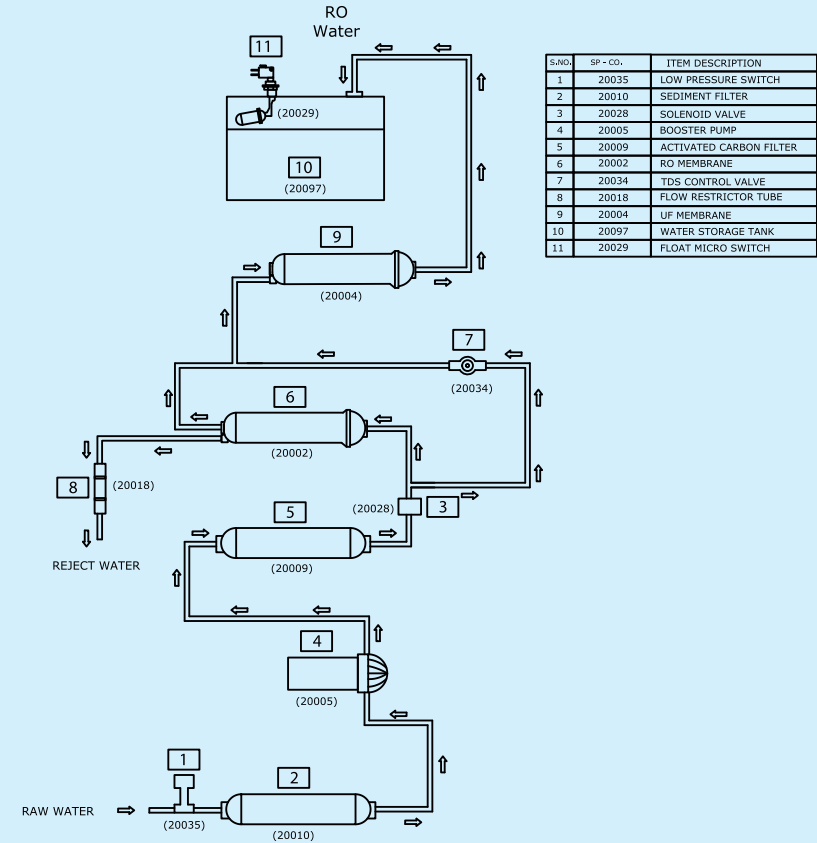 RO
Water
11
(20029)
10
(20097)
9
(20004)
7
(20034)
6
(20002)
8
(20018)
REJECT WATER
(20028)
3
5
(20009)
4
(20005)
1
2
RAW WATER
(20035)
(20010)
S.NO. SP - CO. ITEM DESCRIPTION
1 20035 LOW PRESSURE SWITCH
2 20010 SEDIMENT FILTER
3 20028 SOLENOID VALVE
4 20005 BOOSTER PUMP
5 20009 ACTIVATED CARBON FILTER
6 20002 RO MEMBRANE
7 20034 TDS CONTROL VALVE
8 20018 FLOW RESTRICTOR TUBE
9 20004 UF MEMBRANE
10 20097 WATER STORAGE TANK
11 20029 FLOAT MICRO SWITCH